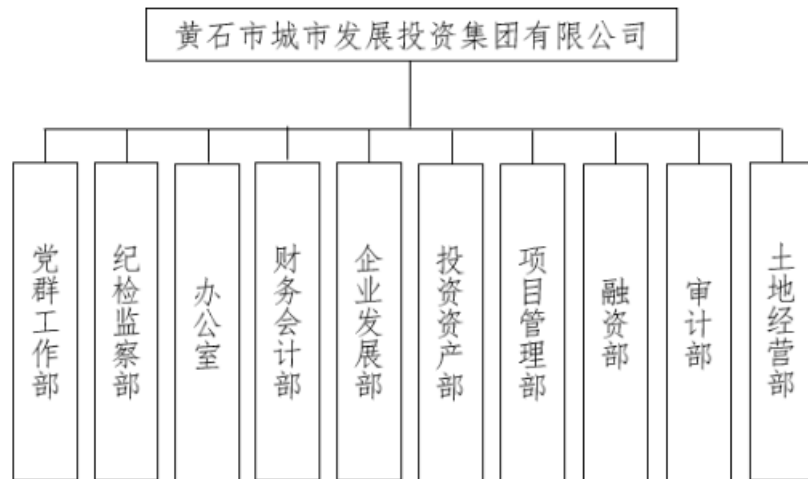 黄石市城市发展投资集团有限公司
党群工作部
纪检监察部
办公室
财务会计部
企业发展部
投资资产部
项目管理部
融资部
审计部
土地经营部